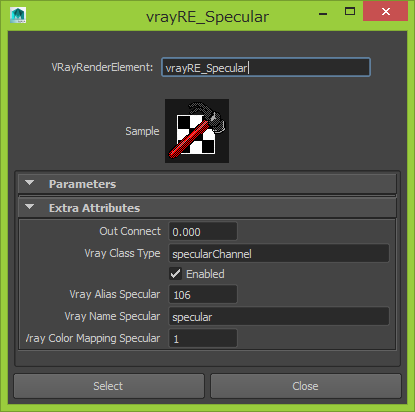 vrayRE_Specular
VRayRenderElement: vrayRE_Specular
Sample
Parameters
Extra Attributes
Out Connect 0.000
Vray Class Type specularChannel
Enabled
Vray Alias Specular 106
Vray Name Specular specular
/ray Color Mapping Specular 1
Select Close